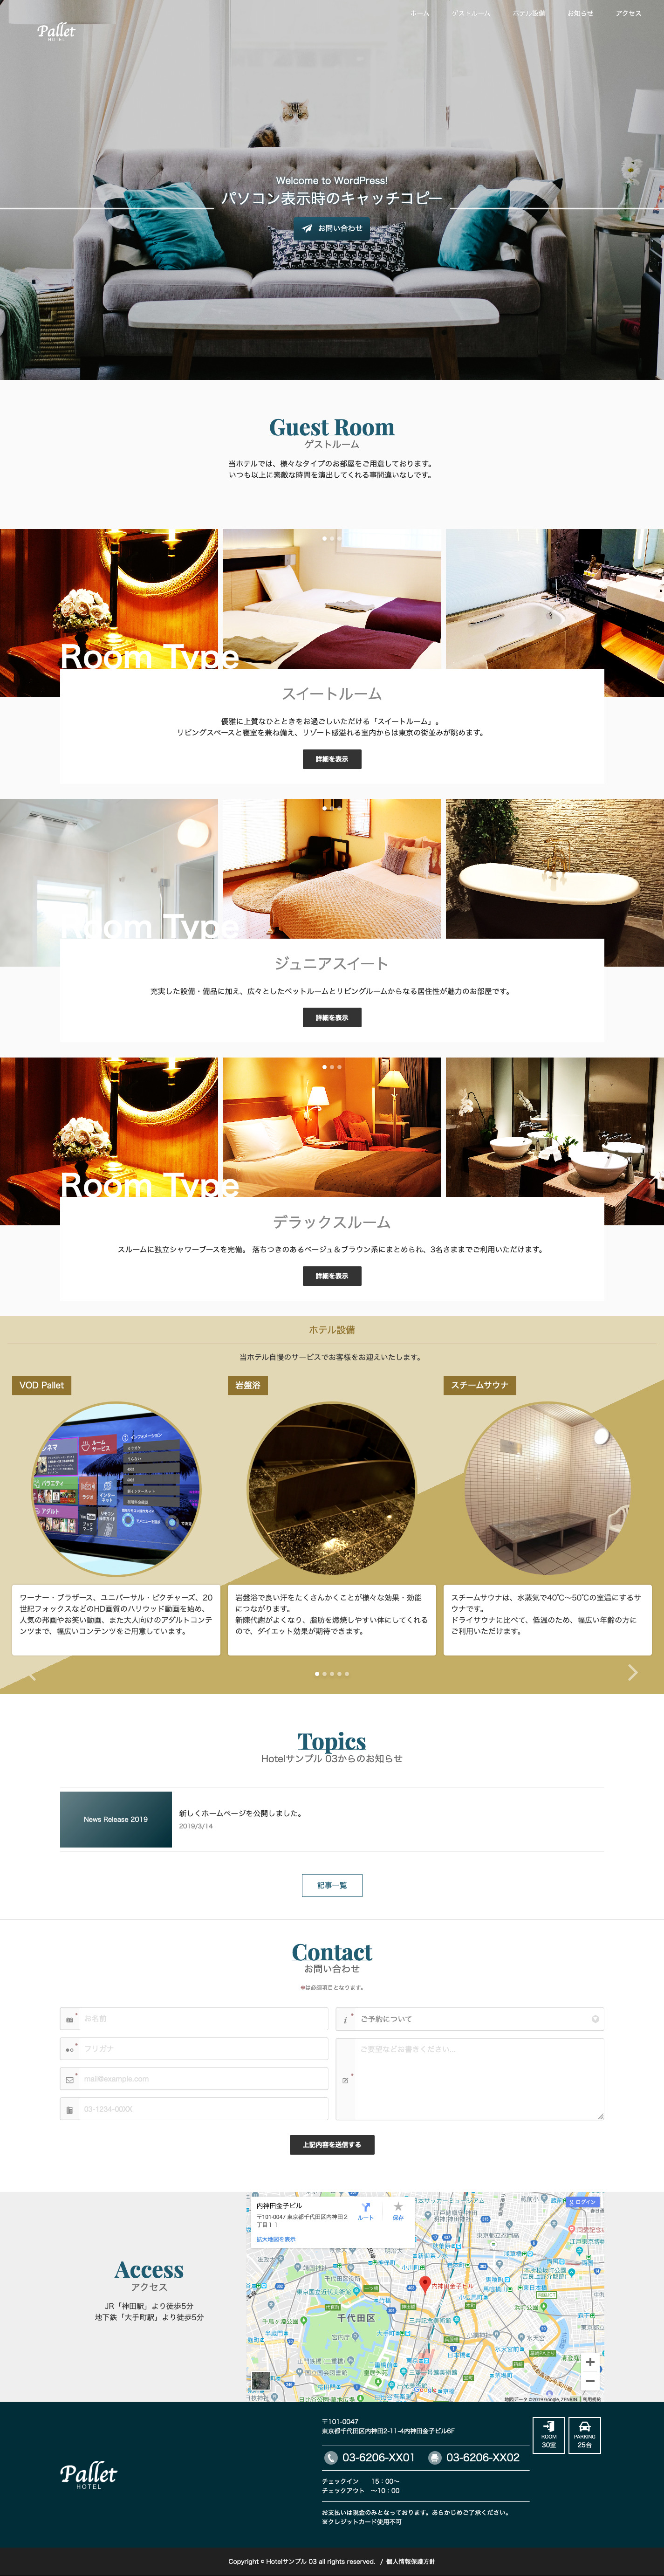 Pallet
HOTEL
ホーム
ゲストルーム
ホテル設備
お知らせ
アクセス
Welcome to WordPress!
パソコン表示時のキャッチコピー
お問い合わせ
Guest Room
ゲストルーム
当ホテルでは、様々なタイプのお部屋をご用意しております。
いつも以上に素敵な時間を演出してくれる事間違いなしです。
Room Type
スイートルーム
優雅に上質なひとときをお過ごしいただける「スイートルーム」。
リビングスペースと寝室を兼ね備え、リゾート感溢れる室内からは東京の街並みが眺めます。
詳細を表示
Room Type
ジュニアスイート
充実した設備・備品に加え、広々としたベットルームとリビングルームからなる居住性が魅力のお部屋です。
詳細を表示
Room Type
デラックスルーム
スルームに独立シャワーブースを完備。 落ちつきのあるベージュ＆ブラウン系にまとめられ、3名さままでご利用いただけます。
詳細を表示
ホテル設備
当ホテル自慢のサービスでお客様をお迎えいたします。
VOD Pallet
ルーム
サービス
インフォメーション
バラエティ
ラジオ
インター
ネット
アダルト
ワーナー・ブラザース、ユニバーサル・ピクチャーズ、20
世紀フォックスなどのHD画質のハリウッド動画を始め、
人気の邦画やお笑い動画、また大人向けのアダルトコンテ
ンツまで、幅広いコンテンツをご用意しています。
岩盤浴
岩盤浴で良い汗をたくさんかくことが様々な効果・効能
につながります。
新陳代謝がよくなり、脂肪を燃焼しやすい体にしてくれる
ので、ダイエット効果が期待できます。
スチームサウナ
スチームサウナは、水蒸気で40℃〜50℃の室温にするサ
ウナです。
ドライサウナに比べて、低温のため、幅広い年齢の方に
ご利用いただけます。
Topics
Hotelサンプル 03からのお知らせ
News Release 2019
新しくホームページを公開しました。
2019/3/14
記事一覧
Contact
お問い合わせ
※は必須項目となります。
お名前
フリガナ
mail@example.com
03-1234-00XX
ご予約について
ご要望などお書きください...
上記内容を送信する
Access
アクセス
JR「神田駅」より徒歩5分
地下鉄「大手町駅」より徒歩5分
内神田金子ビル
〒101-0047 東京都千代田区内神田２
丁目１１
拡大地図を表示
ルート
保存
ログイン
内神田金子ビル
千代田区
地図データ ©2019 Google, ZENRIN
利用規約
Pallet
HOTEL
〒101-0047
東京都千代田区内神田2-11-4内神田金子ビル6F
03-6206-XX01
03-6206-XX02
チェックイン　15：00〜
チェックアウト　〜10：00
お支払いは現金のみとなっております。あらかじめご了承ください。
※クレジットカード使用不可
ROOM
30室
PARKING
25台
Copyright © Hotelサンプル 03 all rights reserved. / 個人情報保護方針